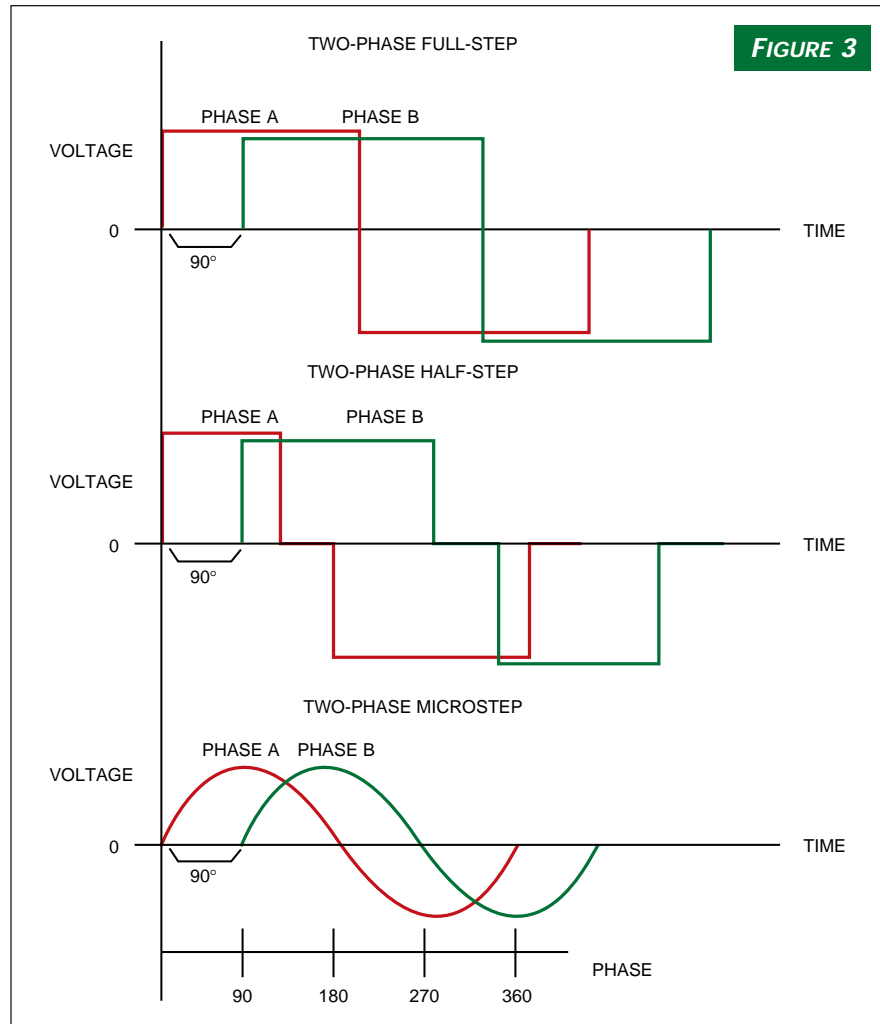 FIGURE 3
TWO-PHASE FULL-STEP
PHASE A PHASE B
VOLTAGE
0 TIME
90°
TWO-PHASE HALF-STEP
PHASE A PHASE B
VOLTAGE
0 TIME
90°
TWO-PHASE MICROSTEP
PHASE A PHASE B
VOLTAGE
0 TIME
90°
PHASE
90 180 270 360